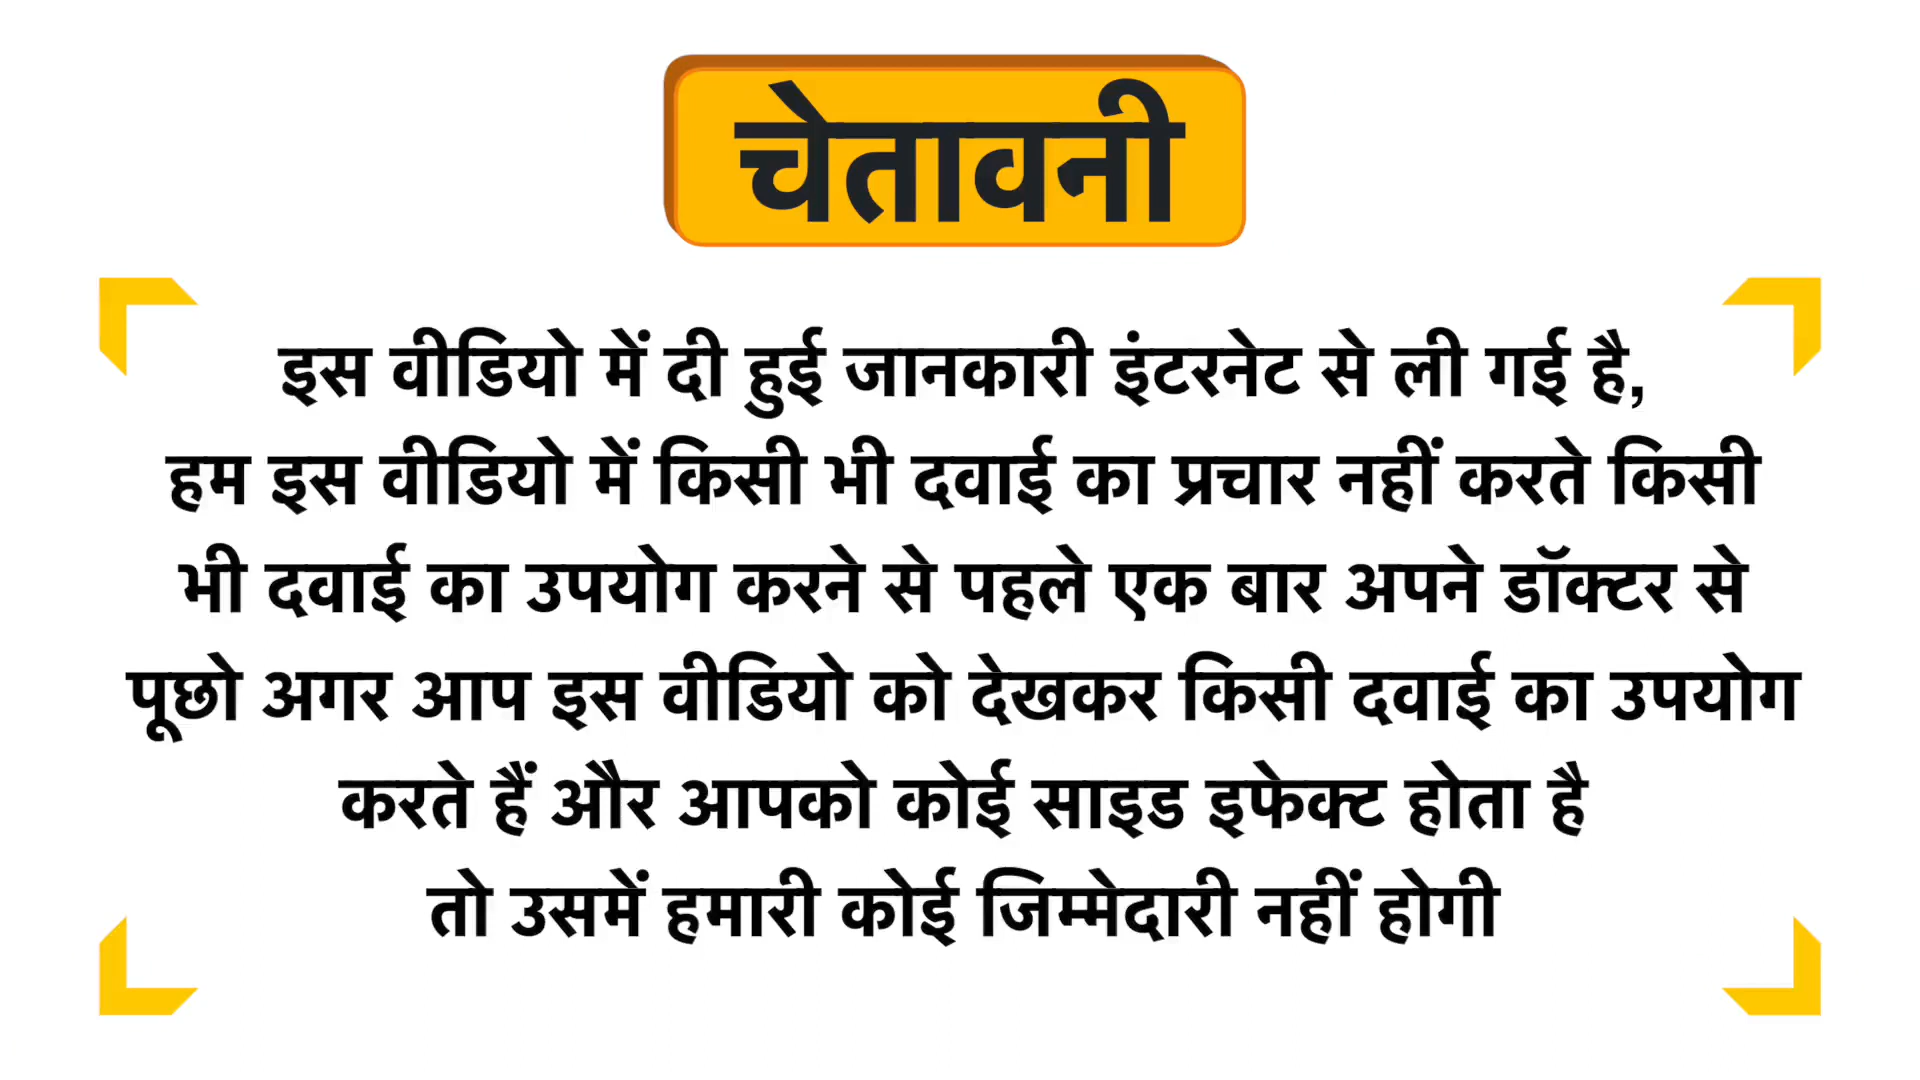 चेतावनी
इस वीडियो में दी हुई जानकारी इंटरनेट से ली गई है,
हम इस वीडियो में किसी भी दवाई का प्रचार नहीं करते किसी
भी दवाई का उपयोग करने से पहले एक बार अपने डॉक्टर से
पूछो अगर आप इस वीडियो को देखकर किसी दवाई का उपयोग
करते हैं और आपको कोई साइड इफेक्ट होता है
तो उसमें हमारी कोई जिम्मेदारी नहीं होगी